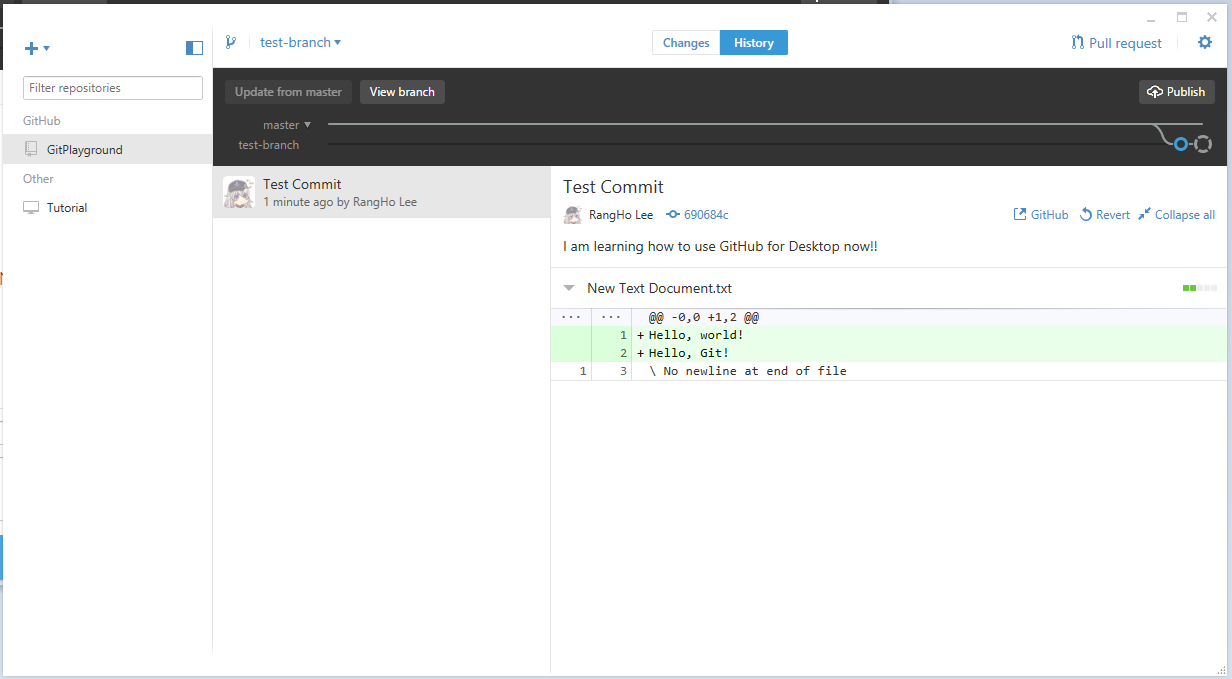 test-branch
Changes
History
Pull request
Filter repositories
GitHub
GitPlayground
Other
Tutorial
Update from master
View branch
Publish
master
test-branch
Test Commit
1 minute ago by RangHo Lee
Test Commit
RangHo Lee
690684c
GitHub
Revert
Collapse all
I am learning how to use GitHub for Desktop now!!
New Text Document.txt
... ... @@ -0,0 +1,2 @@
1 + Hello, world!
2 + Hello, Git!
1 3 \ No newline at end of file